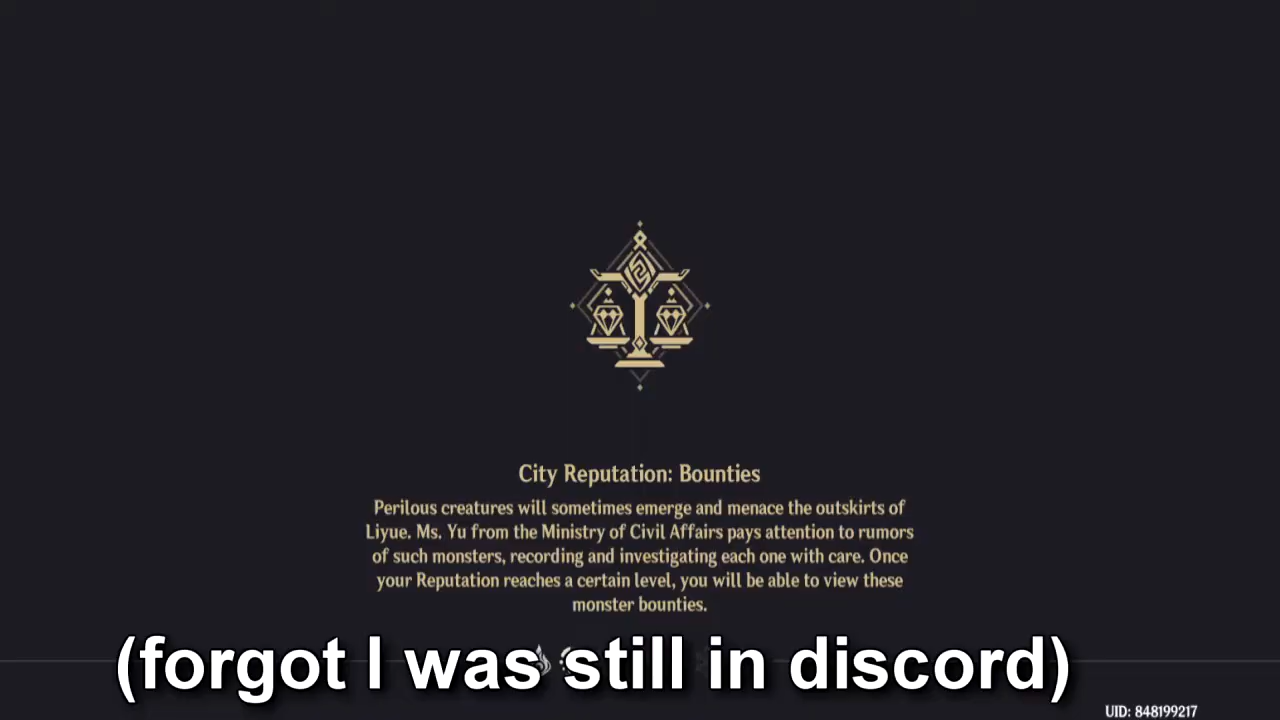 City Reputation: Bounties
Perilous creatures will sometimes emerge and menace the outskirts of
Liyue. Ms. Yu from the Ministry of Civil Affairs pays attention to rumors
of such monsters, recording and investigating each one with care. Once
your Reputation reaches a certain level, you will be able to view these
monster bounties.
(forgot I was still in discord)
UID: 848199217